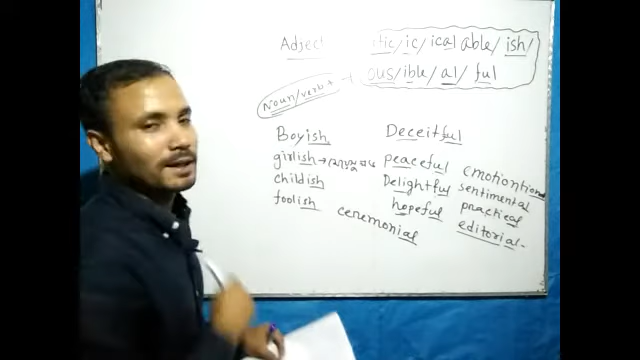 Adject tic/ic/ical able/ish/
ous/ible/al/ful
Noun/verb +
Boyish Deceitful
girlish → peaceful emotiontional
childish Delightful sentimental
foolish hopeful practical
ceremonial editorial